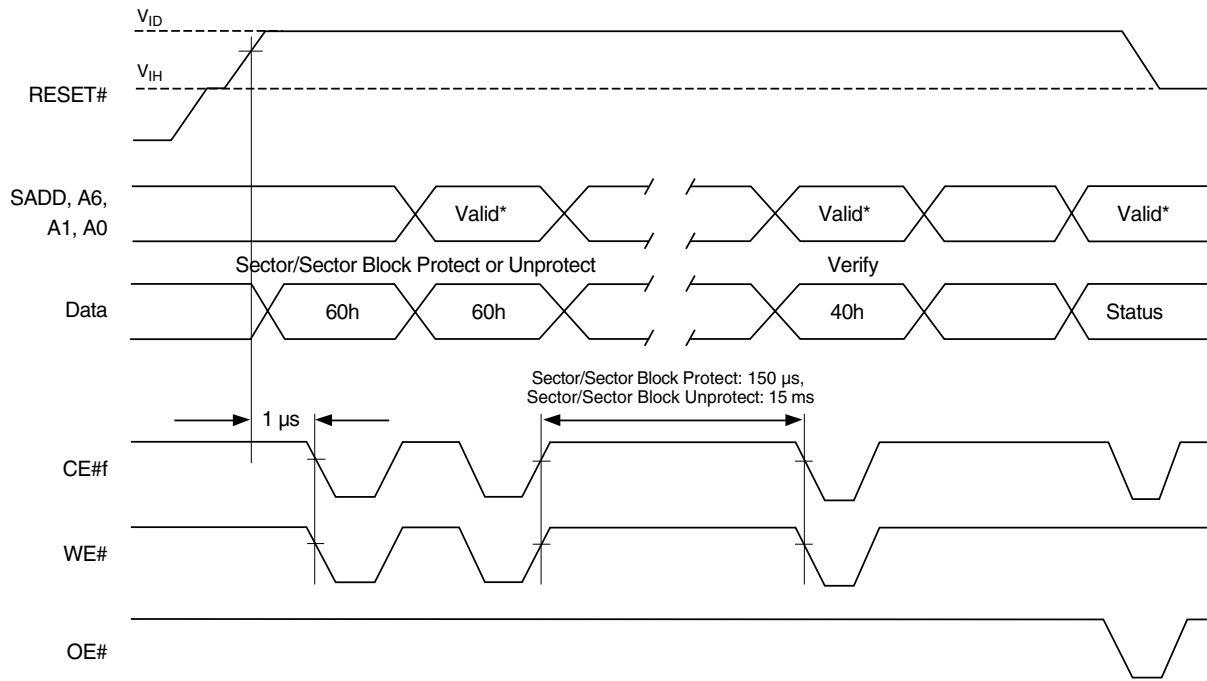 VID
VIH
RESET#
SADD, A6,
A1, A0
Valid*
Valid*
Valid*
Sector/Sector Block Protect or Unprotect
Verify
Data
60h
60h
40h
Status
Sector/Sector Block Protect: 150 µs,
Sector/Sector Block Unprotect: 15 ms
1 µs
CE#f
WE#
OE#